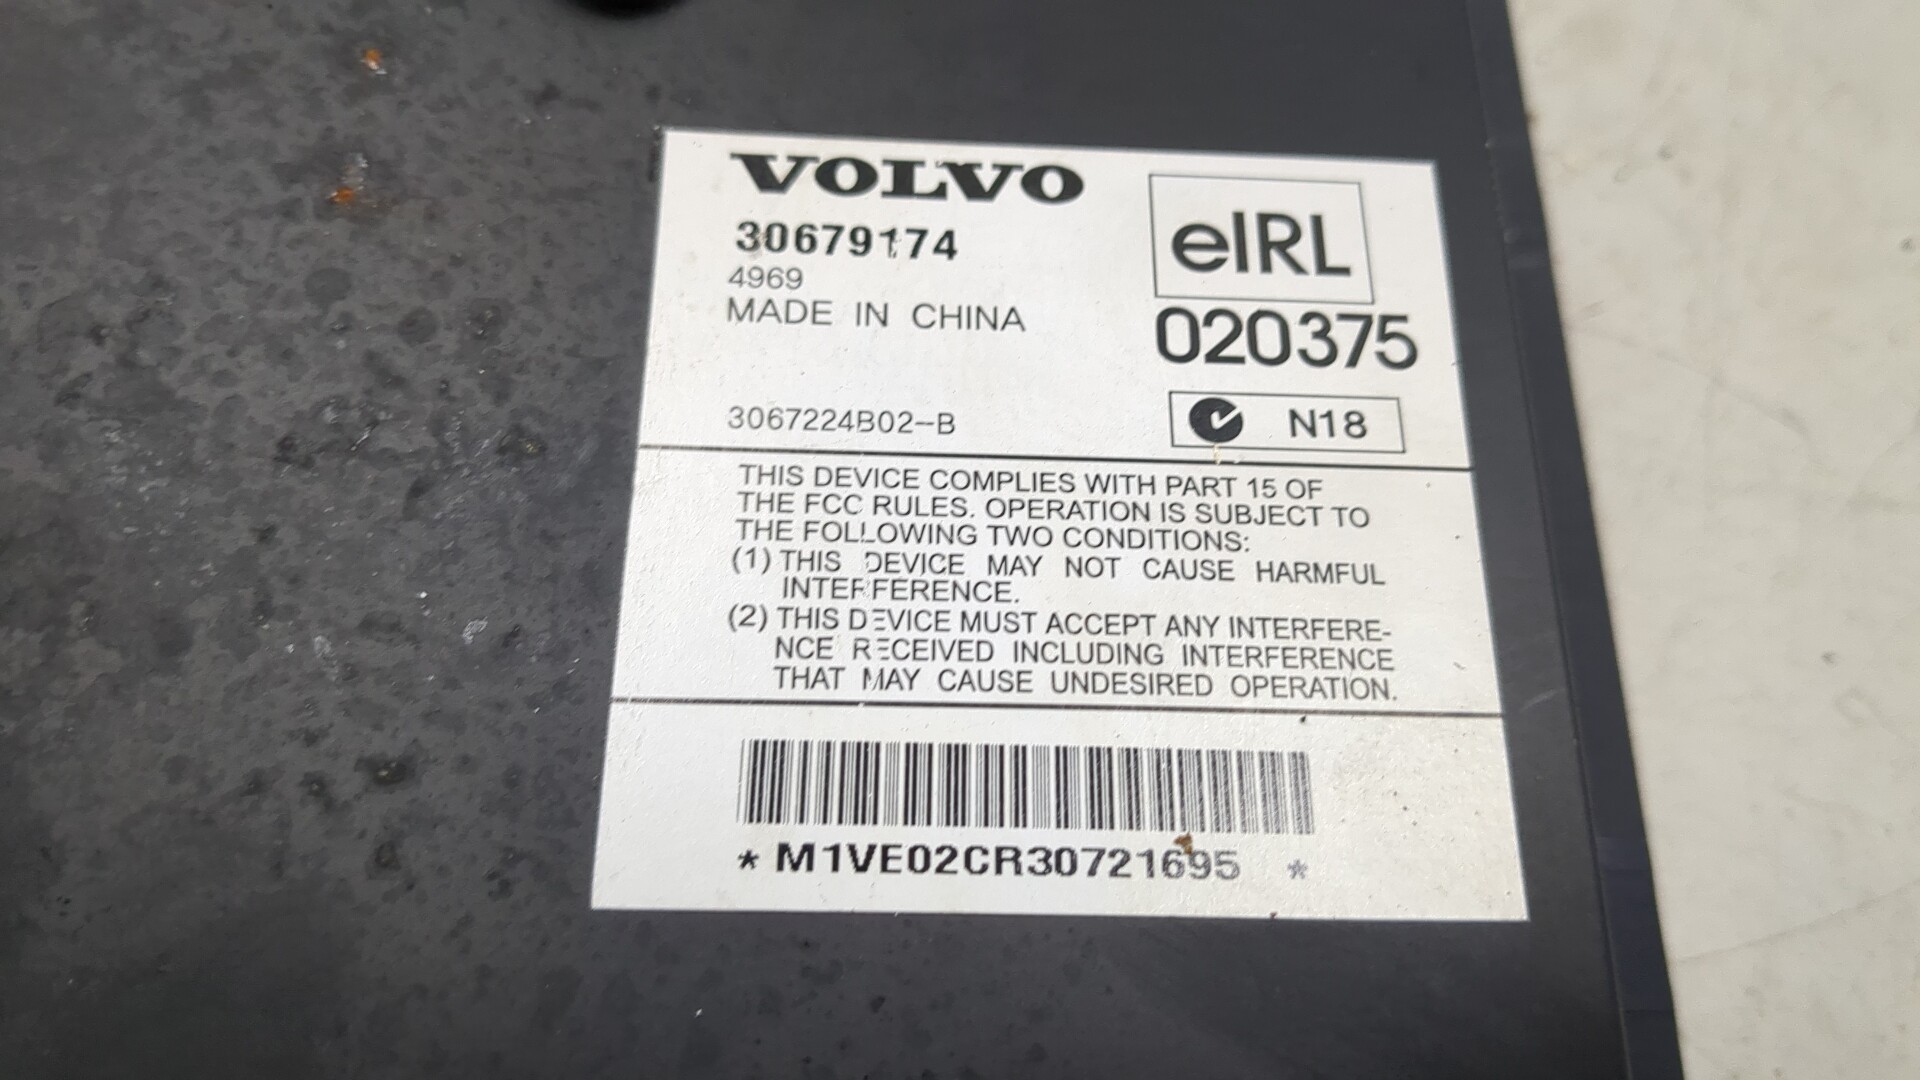 VOLVO
30679174
4969
MADE IN CHINA
3067224B02-B
eIRL
020375
N18
THIS DEVICE COMPLIES WITH PART 15 OF
THE FCC RULES. OPERATION IS SUBJECT TO
THE FOLLOWING TWO CONDITIONS:
(1) THIS DEVICE MAY NOT CAUSE HARMFUL
INTERFERENCE.
(2) THIS DEVICE MUST ACCEPT ANY INTERFERE-
NCE RECEIVED INCLUDING INTERFERENCE
THAT MAY CAUSE UNDESIRED OPERATION.
* M1VE02CR30721695 *